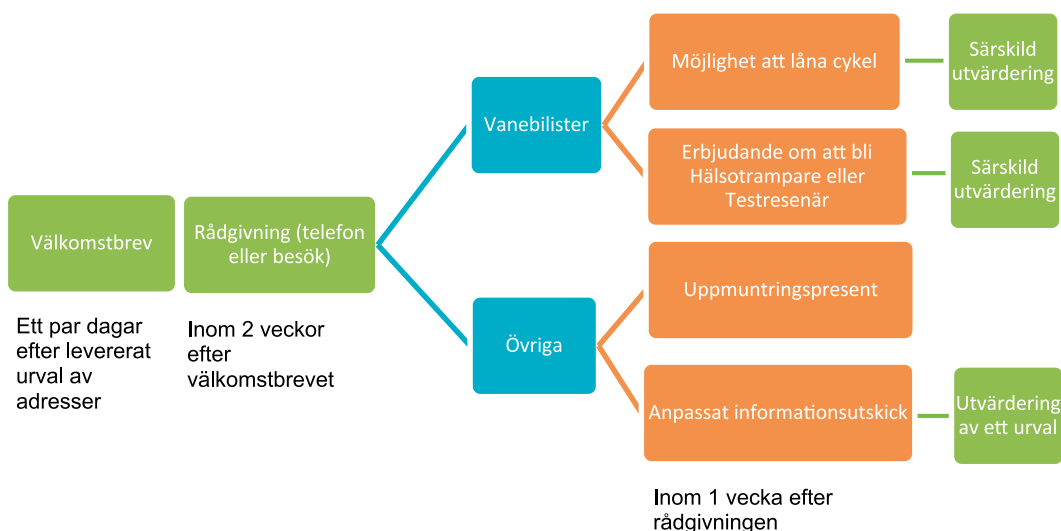 Välkomstbrev
Ett par dagar
efter levererat
urval av
adresser
Rådgivning (telefon
eller besök)
Inom 2 veckor
efter
välkomstbrevet
Vanebilister
Övriga
Möjlighet att låna cykel
Särskild
utvärdering
Erbjudande om att bli
Hälsotrampare eller
Testresenär
Särskild
utvärdering
Uppmuntringspresent
Anpassat informationsutskick
Utvärdering
av ett urval
Inom 1 vecka efter
rådgivningen